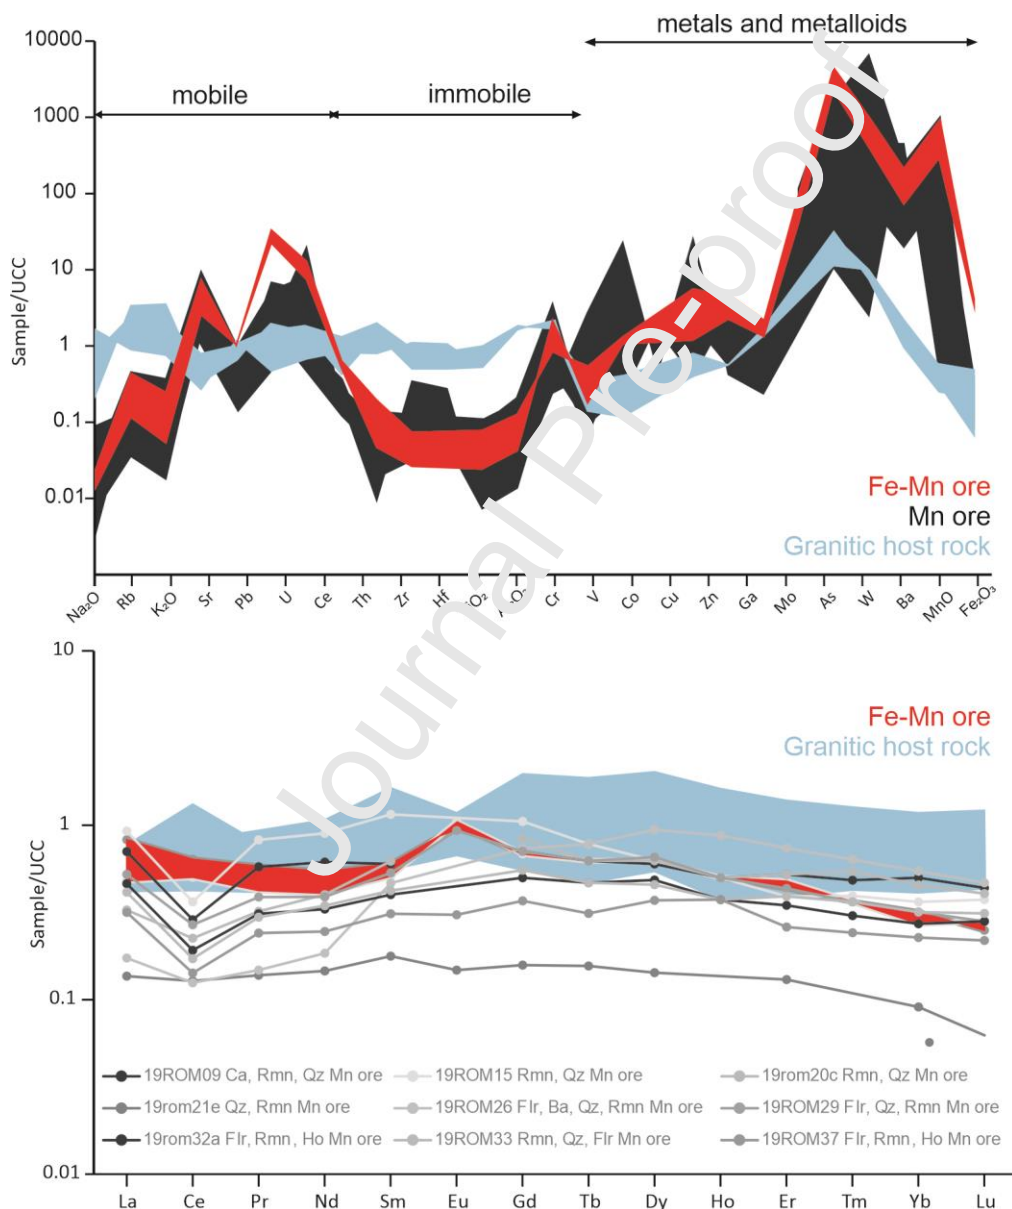 metals and metalloids
10000
mobile
immobile
1000
100
10
1
0.1
0.01
Sample/UCC
Journal Pre-proof
Fe-Mn ore
Mn ore
Granitic host rock
Na₂O Rb K₂O Sr Pb U Ce Th Zr Hf Cr V Co Cu Zn Ga Mo As W Ba MnO Fe₂O₃
10
1
0.1
0.01
Sample/UCC
Fe-Mn ore
Granitic host rock
19ROM09 Ca, Rmn, Qz Mn ore 19ROM15 Rmn, Qz Mn ore 19rom20c Rmn, Qz Mn ore
19rom21e Qz, Rmn Mn ore 19ROM26 Flr, Ba, Qz, Rmn Mn ore 19ROM29 Flr, Qz, Rmn Mn ore
19rom32a Flr, Rmn, Ho Mn ore 19ROM33 Rmn, Qz, Flr Mn ore 19ROM37 Flr, Rmn, Ho Mn ore
La Ce Pr Nd Sm Eu Gd Tb Dy Ho Er Tm Yb Lu